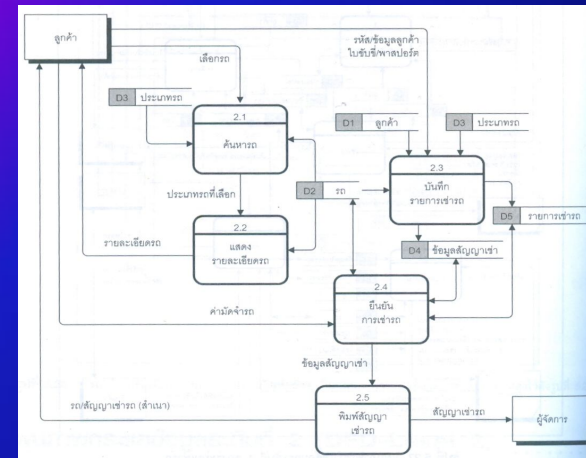 ลูกค้า
เลือกรถ
รหัส/ข้อมูลลูกค้า
ใบขับขี่/พาสปอร์ต
D3 ประเภทรถ
2.1
ค้นหารถ
D1 ลูกค้า
D3 ประเภทรถ
2.3
บันทึก
รายการเช่ารถ
ประเภทรถที่เลือก
D2 รถ
D5 รายการเช่ารถ
2.2
แสดง
รายละเอียดรถ
รายละเอียดรถ
D4 ข้อมูลสัญญาเช่า
2.4
ยืนยัน
การเช่ารถ
ค่ามัดจำรถ
ข้อมูลสัญญาเช่า
2.5
พิมพ์สัญญา
เช่ารถ
รถ/สัญญาเช่ารถ (สำเนา)
สัญญาเช่ารถ
ผู้จัดการ